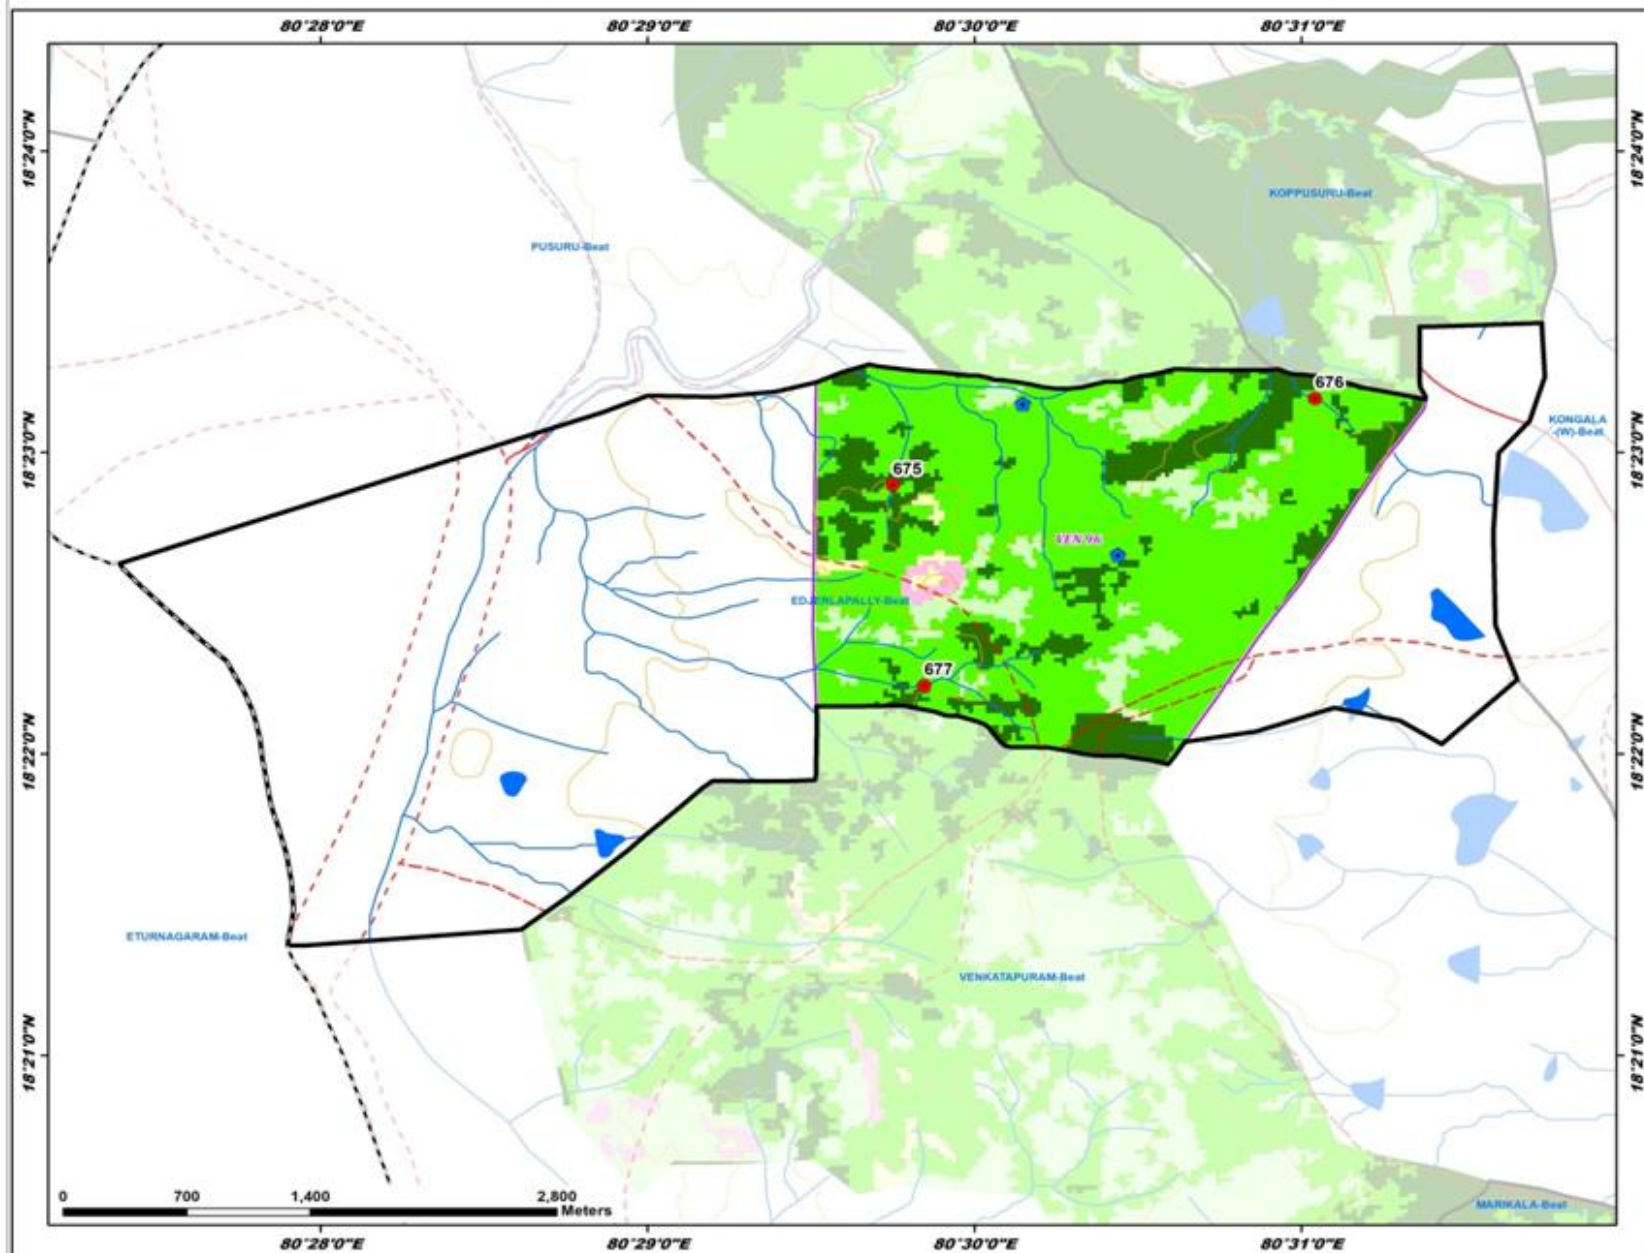 80°28'0"E 80°29'0"E 80°30'0"E 80°31'0"E
18°24'0"N 18°24'0"N
KOPPUSURU-Beat
PUSURU-Beat
676
KONGALA
-(W)-Beat
18°23'0"N 18°23'0"N
675
VEN 96
EDJERLAPALLY-Beat
677
18°22'0"N 18°22'0"N
ETURNAGARAM-Beat
VENKATAPURAM-Beat
18°21'0"N 18°21'0"N
0 700 1,400 2,800
Meters
MARIKALA-Beat
80°28'0"E 80°29'0"E 80°30'0"E 80°31'0"E